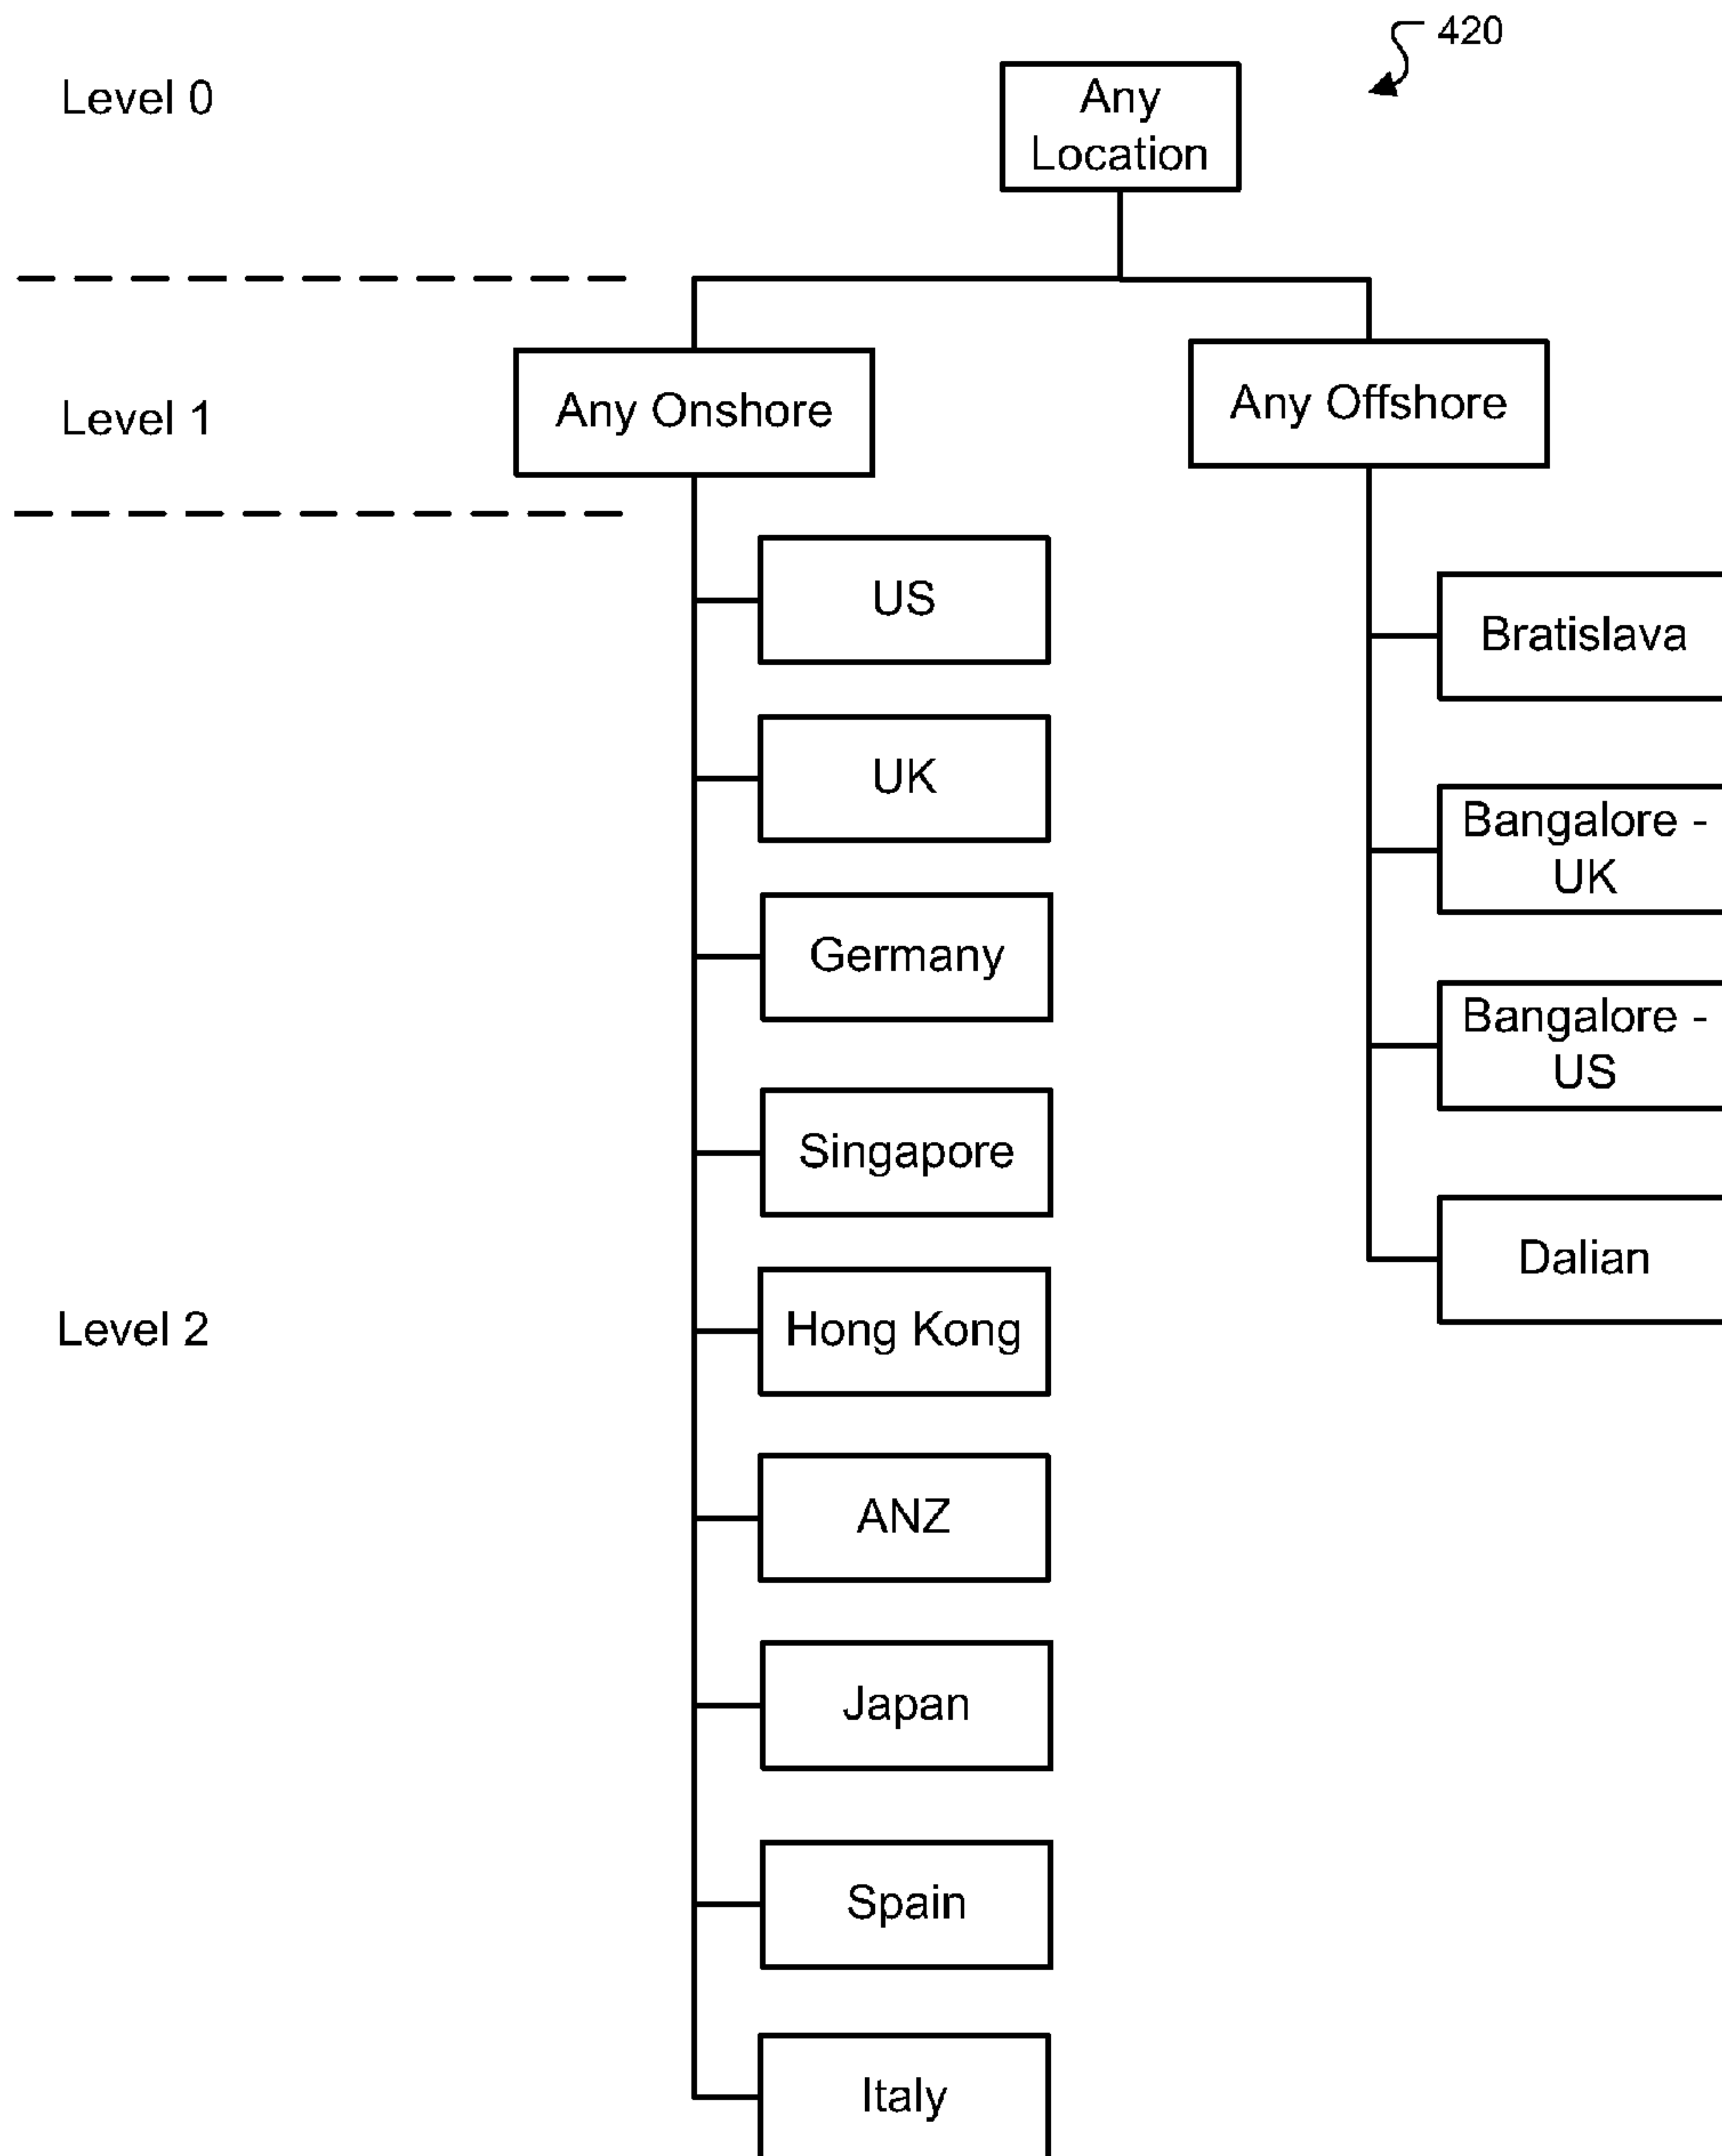 420
Level 0
Any
Location
Level 1
Any Onshore
Any Offshore
US
Bratislava
UK
Bangalore -
UK
Germany
Bangalore -
US
Singapore
Dalian
Level 2
Hong Kong
ANZ
Japan
Spain
Italy